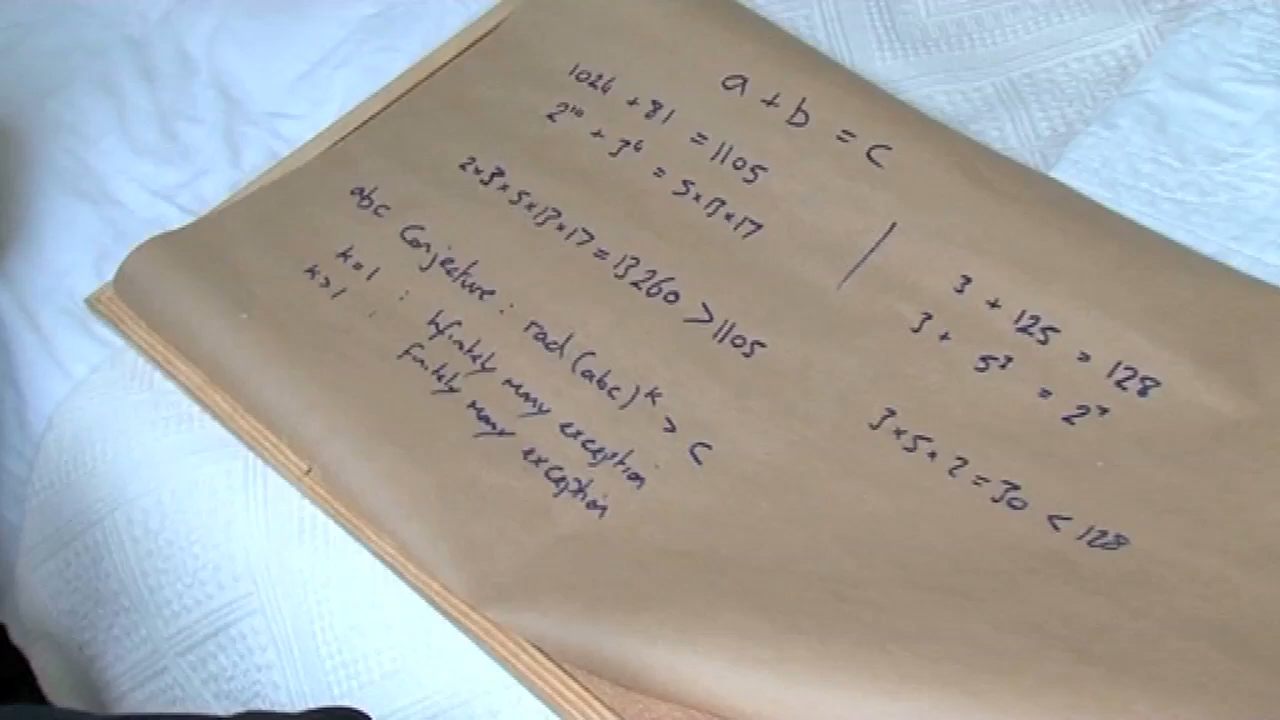 a + b = c
1024 + 81 = 1105
2¹⁰ + 3⁴ = 5×13×17
2×3×5×13×17 = 13260 > 1105
abc Conjecture : rad(abc)ᵏ > C
k=1 : Infinitely many exception
k>1 : Finitely many exception
3 + 125 = 128
3 + 5³ = 2⁷
3×5×2 = 30 < 128